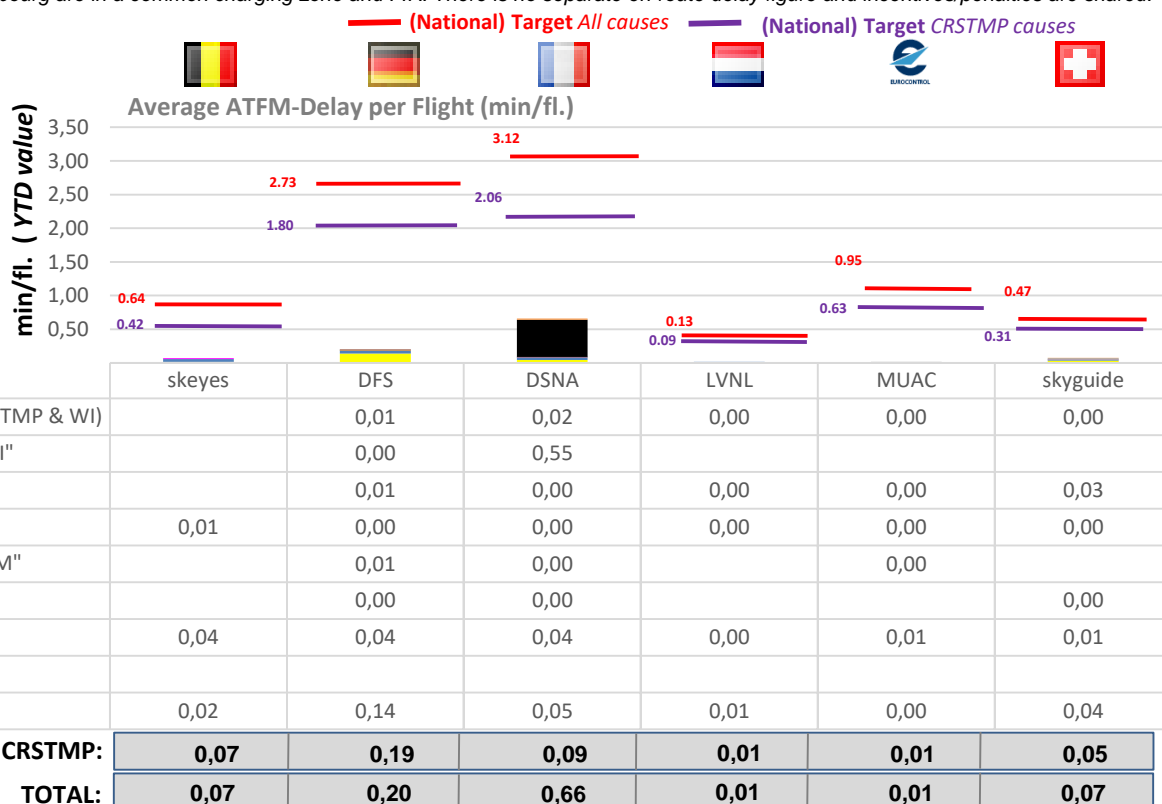 (National) Target All causes (National) Target CRSTMP causes
EUROCONTROL
Average ATFM-Delay per Flight (min/fl.)
min/fl. ( YTD value)
3,50
3,00
2,50
2,00
1,50
1,00
0,50
3.12
2.73
2.06
1.80
0.95
0.64
0.63
0.47
0.42
0.13
0.09
0.31
skeyes DFS DSNA LVNL MUAC skyguide
TMP & WI) 0,01 0,02 0,00 0,00 0,00
I" 0,00 0,55
0,01 0,00 0,00 0,00 0,03
0,01 0,00 0,00 0,00 0,00 0,00
M" 0,01 0,00 0,00
0,00 0,00 0,00
0,04 0,04 0,04 0,00 0,01 0,01
0,02 0,14 0,05 0,01 0,00 0,04
CRSTMP: 0,07 0,19 0,09 0,01 0,01 0,05
TOTAL: 0,07 0,20 0,66 0,01 0,01 0,07